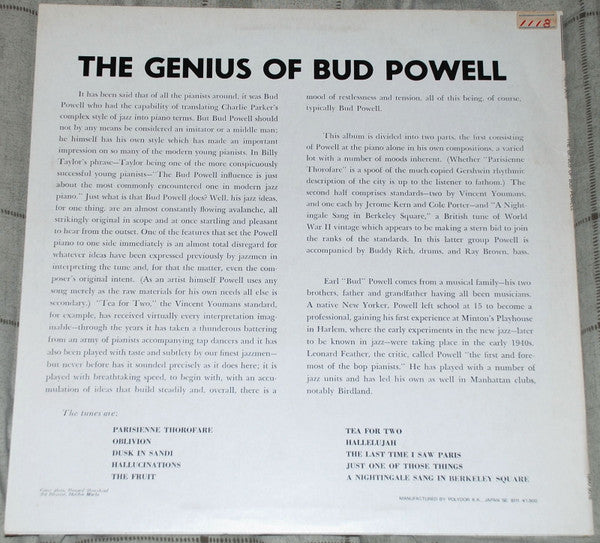 1118
THE GENIUS OF BUD POWELL
It has been said that of all the pianists around, it was Bud
Powell who had the capability of translating Charlie Parker's
complex style of jazz into piano terms. But Bud Powell should
not by any means be considered an imitator or a middle man;
he himself has his own style which has made an important
impression on so many of the modern young pianists. In Billy
Taylor's phrase—Taylor being one of the more conspicuously
successful young pianists—"The Bud Powell influence is just
about the most commonly encountered one in modern jazz
piano." Just what is that Bud Powell does? Well, his jazz ideas,
for one thing, are an almost constantly flowing avalanche, all
strikingly original in scope and at once startling and pleasant
to hear from the outset. One of the features that set the Powell
piano to one side immediately is an almost total disregard for
whatever ideas have been expressed previously by jazzmen in
interpreting the tune and, for that the matter, even the com-
poser's original intent. (As an artist himself Powell uses any
song merely as the raw materials for his own needs all else is
secondary.) "Tea for Two," the Vincent Youmans standard,
for example, has received virtually every interpretation imag-
inable—through the years it has taken a thunderous battering
from an army of pianists accompanying tap dancers and it has
also been played with taste and subtlety by our finest jazzmen—
but never before has it sounded precisely as it does here; it is
played with breathtaking speed, to begin with, with an accu-
mulation of ideas that build steadily and, overall, there is a
mood of restlessness and tension, all of this being, of course,
typically Bud Powell.
This album is divided into two parts, the first consisting
of Powell at the piano alone in his own compositions, a varied
lot with a number of moods inherent. (Whether "Parisienne
Thorofare" is a spoof of the much copied Gershwin rhythmic
description of the city is up to the listener to fathom.) The
second half comprises standards—two by Vincent Youmans,
and one each by Jerome Kern and Cole Porter—and "A Night-
ingale Sang in Berkeley Square," a British tune of World
War II vintage which appears to be making a stern bid to join
the ranks of the standards. In this latter group Powell is
accompanied by Buddy Rich, drums, and Ray Brown, bass.
Earl "Bud" Powell comes from a musical family—his two
brothers, father and grandfather having all been musicians.
A native New Yorker, Powell left school at 15 to become a
professional, gaining his first experience at Minton's Playhouse
in Harlem, where the early experiments in the new jazz—later
to be known in jazz—were taking place in the early 1940s.
Leonard Feather, the critic, called Powell "the first and fore-
most of the bop pianists." He has played with a number of
jazz units and has led his own as well in Manhattan clubs,
notably Birdland.
The tunes are:
PARISIENNE THOROFARE
OBLIVION
DUSK IN SANDI
HALLUCINATIONS
THE FRUIT
TEA FOR TWO
HALLELUJAH
THE LAST TIME I SAW PARIS
JUST ONE OF THOSE THINGS
A NIGHTINGALE SANG IN BERKELEY SQUARE
MANUFACTURED BY POLYDOR K.K., JAPAN